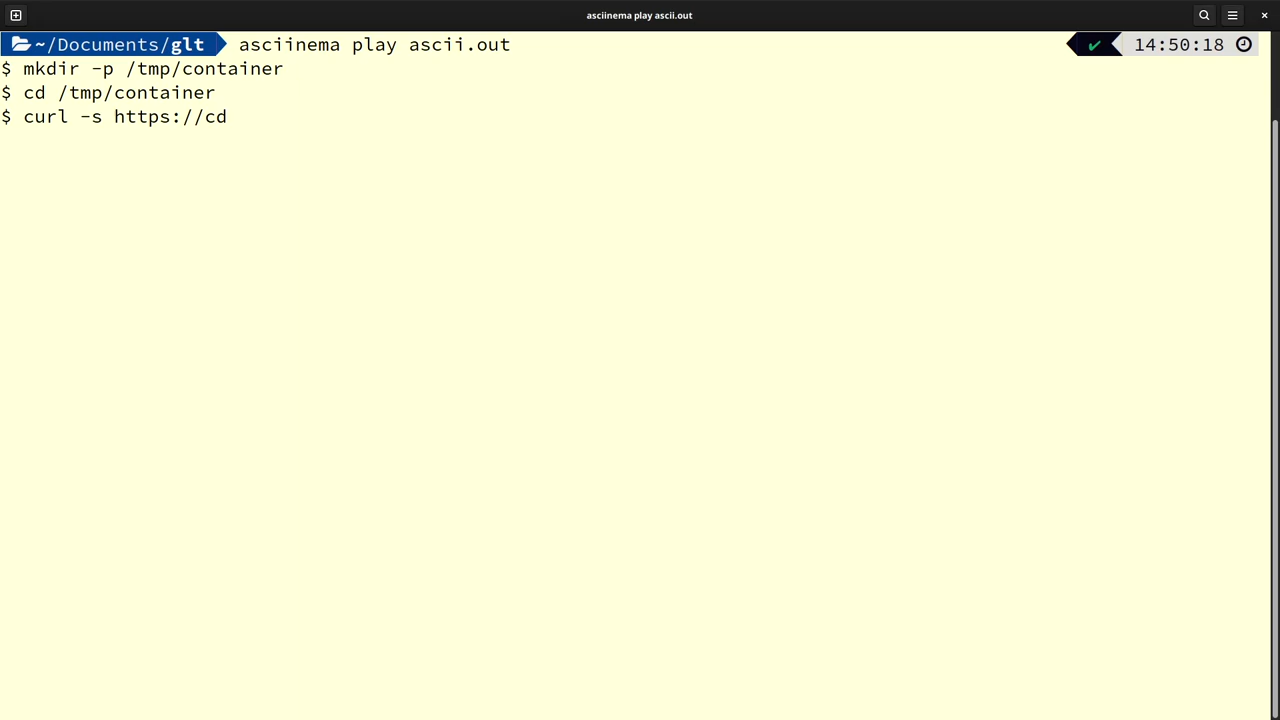 asciinema play ascii.out
~/Documents/glt asciinema play ascii.out ✔ 14:50:18
$ mkdir -p /tmp/container
$ cd /tmp/container
$ curl -s https://cd